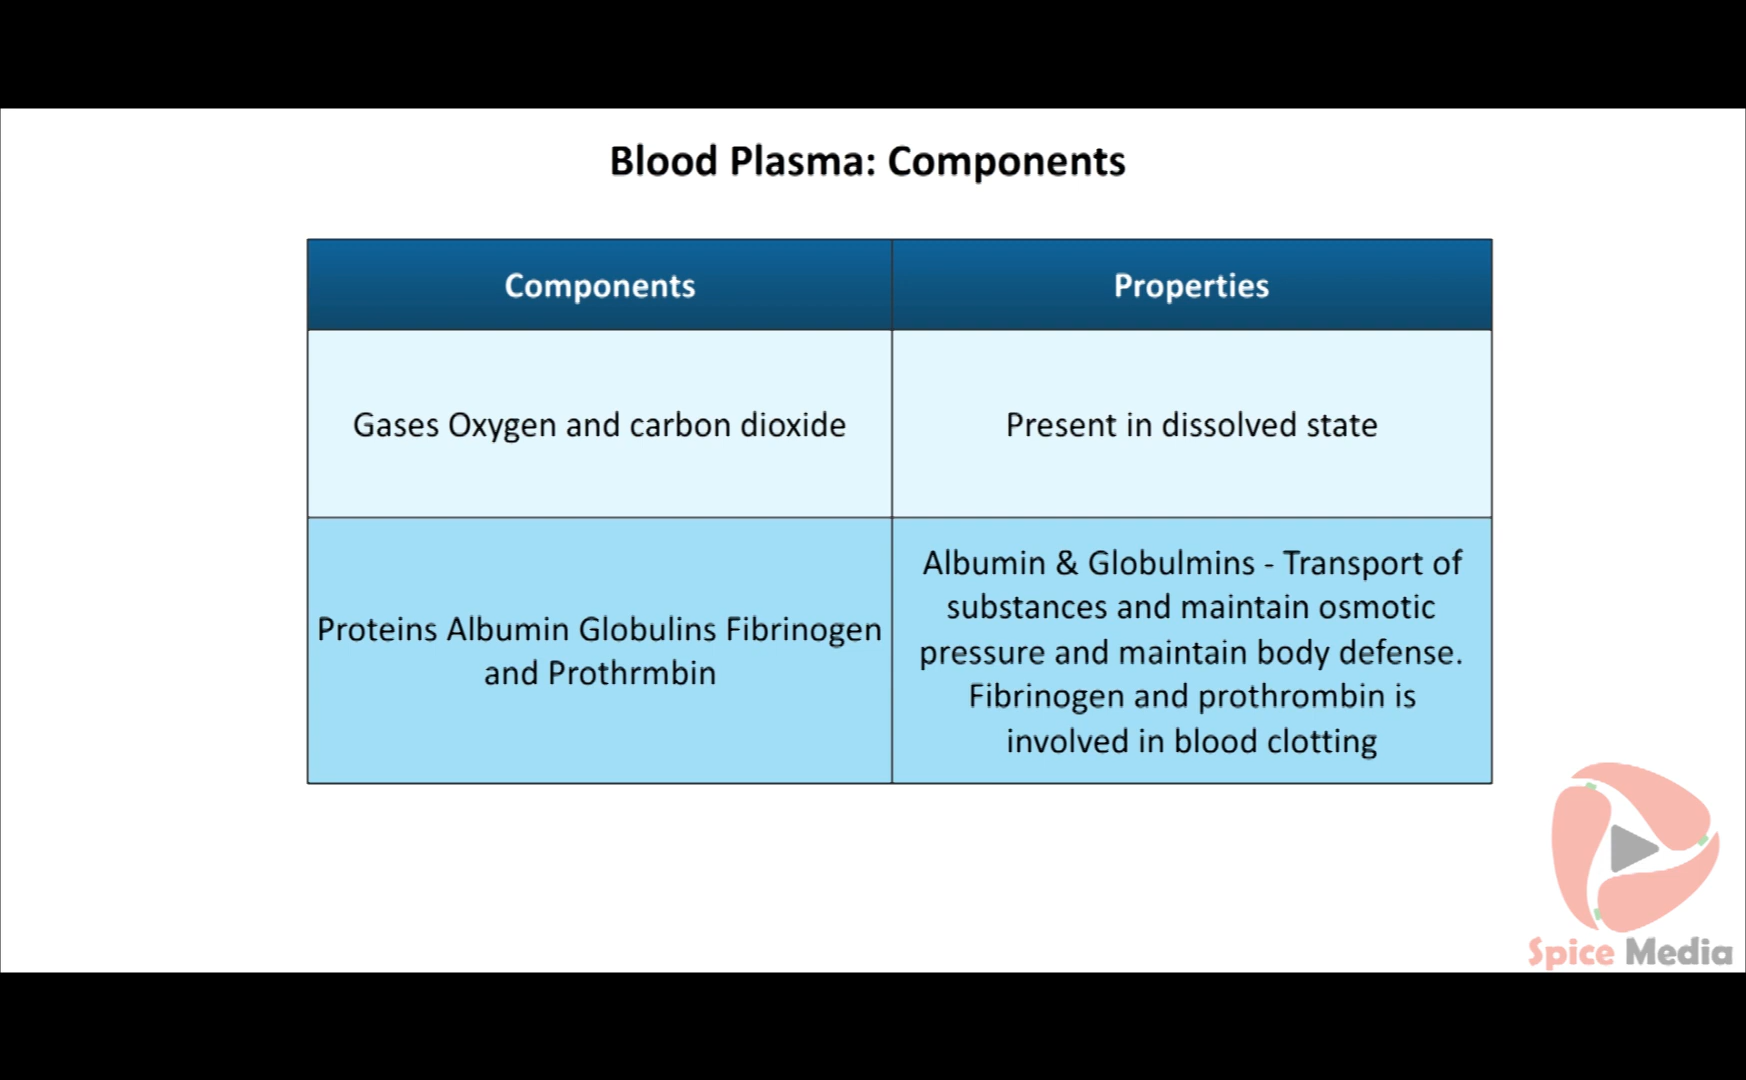 Blood Plasma: Components
Components
Properties
Gases Oxygen and carbon dioxide
Present in dissolved state
Proteins Albumin Globulins Fibrinogen
and Prothrmbin
Albumin & Globulmins - Transport of
substances and maintain osmotic
pressure and maintain body defense.
Fibrinogen and prothrombin is
involved in blood clotting
Spice Media